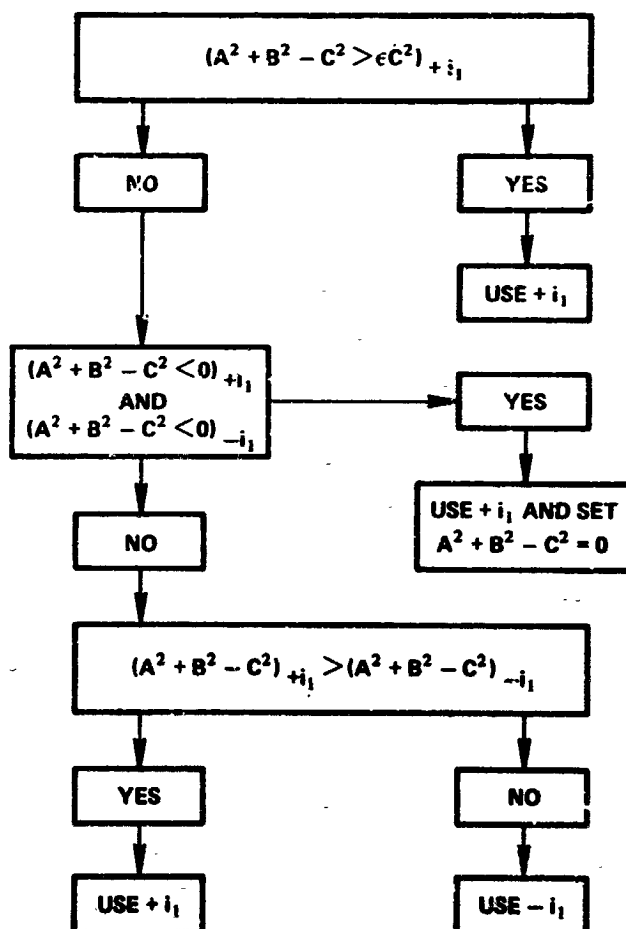 (A² + B² − C² > εC²)₊ᵢ₁
NO
YES
USE + i₁
(A² + B² − C² < 0)₊ᵢ₁
AND
(A² + B² − C² < 0)₋ᵢ₁
YES
NO
USE + i₁ AND SET
A² + B² − C² = 0
(A² + B² − C²)₊ᵢ₁ > (A² + B² − C²)₋ᵢ₁
YES
NO
USE + i₁
USE − i₁